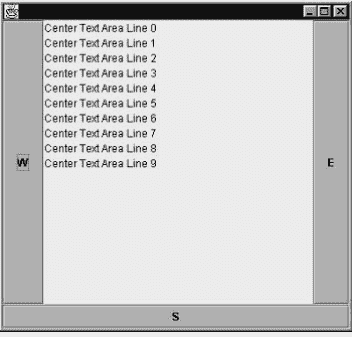 Center Text Area Line 0
Center Text Area Line 1
Center Text Area Line 2
Center Text Area Line 3
Center Text Area Line 4
Center Text Area Line 5
Center Text Area Line 6
Center Text Area Line 7
Center Text Area Line 8
Center Text Area Line 9
W
E
S